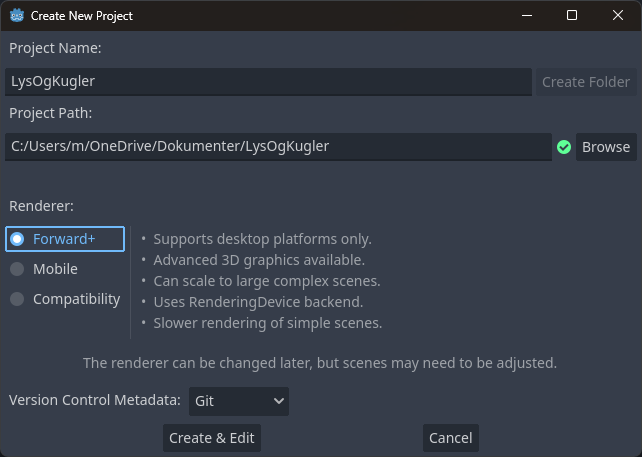 Create New Project
Project Name:
LysOgKugler Create Folder
Project Path:
C:/Users/m/OneDrive/Dokumenter/LysOgKugler Browse
Renderer:
Forward+
Mobile
Compatibility
• Supports desktop platforms only.
• Advanced 3D graphics available.
• Can scale to large complex scenes.
• Uses RenderingDevice backend.
• Slower rendering of simple scenes.
The renderer can be changed later, but scenes may need to be adjusted.
Version Control Metadata: Git
Create & Edit Cancel